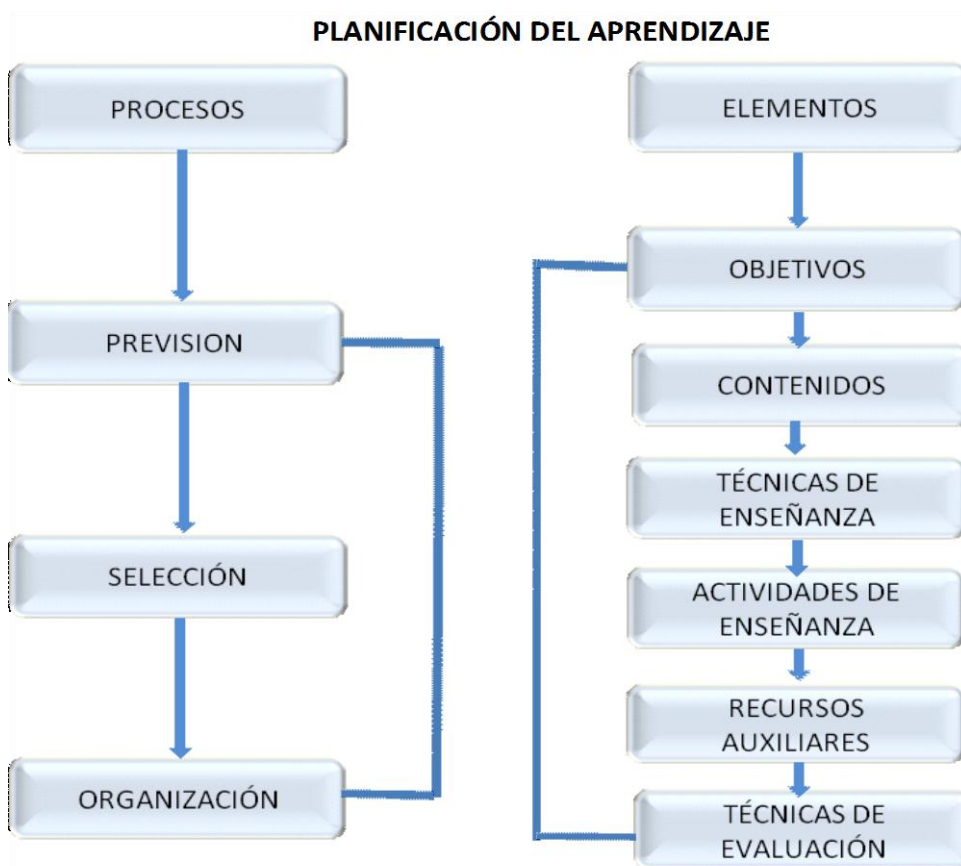 PLANIFICACIÓN DEL APRENDIZAJE
PROCESOS
PREVISION
SELECCIÓN
ORGANIZACIÓN
ELEMENTOS
OBJETIVOS
CONTENIDOS
TÉCNICAS DE
ENSEÑANZA
ACTIVIDADES DE
ENSEÑANZA
RECURSOS
AUXILIARES
TÉCNICAS DE
EVALUACIÓN